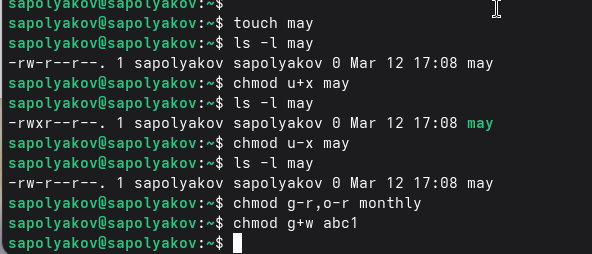 sapolyakov@sapolyakov:~$
sapolyakov@sapolyakov:~$ touch may
sapolyakov@sapolyakov:~$ ls -l may
-rw-r--r--. 1 sapolyakov sapolyakov 0 Mar 12 17:08 may
sapolyakov@sapolyakov:~$ chmod u+x may
sapolyakov@sapolyakov:~$ ls -l may
-rwxr--r--. 1 sapolyakov sapolyakov 0 Mar 12 17:08 may
sapolyakov@sapolyakov:~$ chmod u-x may
sapolyakov@sapolyakov:~$ ls -l may
-rw-r--r--. 1 sapolyakov sapolyakov 0 Mar 12 17:08 may
sapolyakov@sapolyakov:~$ chmod g-r,o-r monthly
sapolyakov@sapolyakov:~$ chmod g+w abc1
sapolyakov@sapolyakov:~$